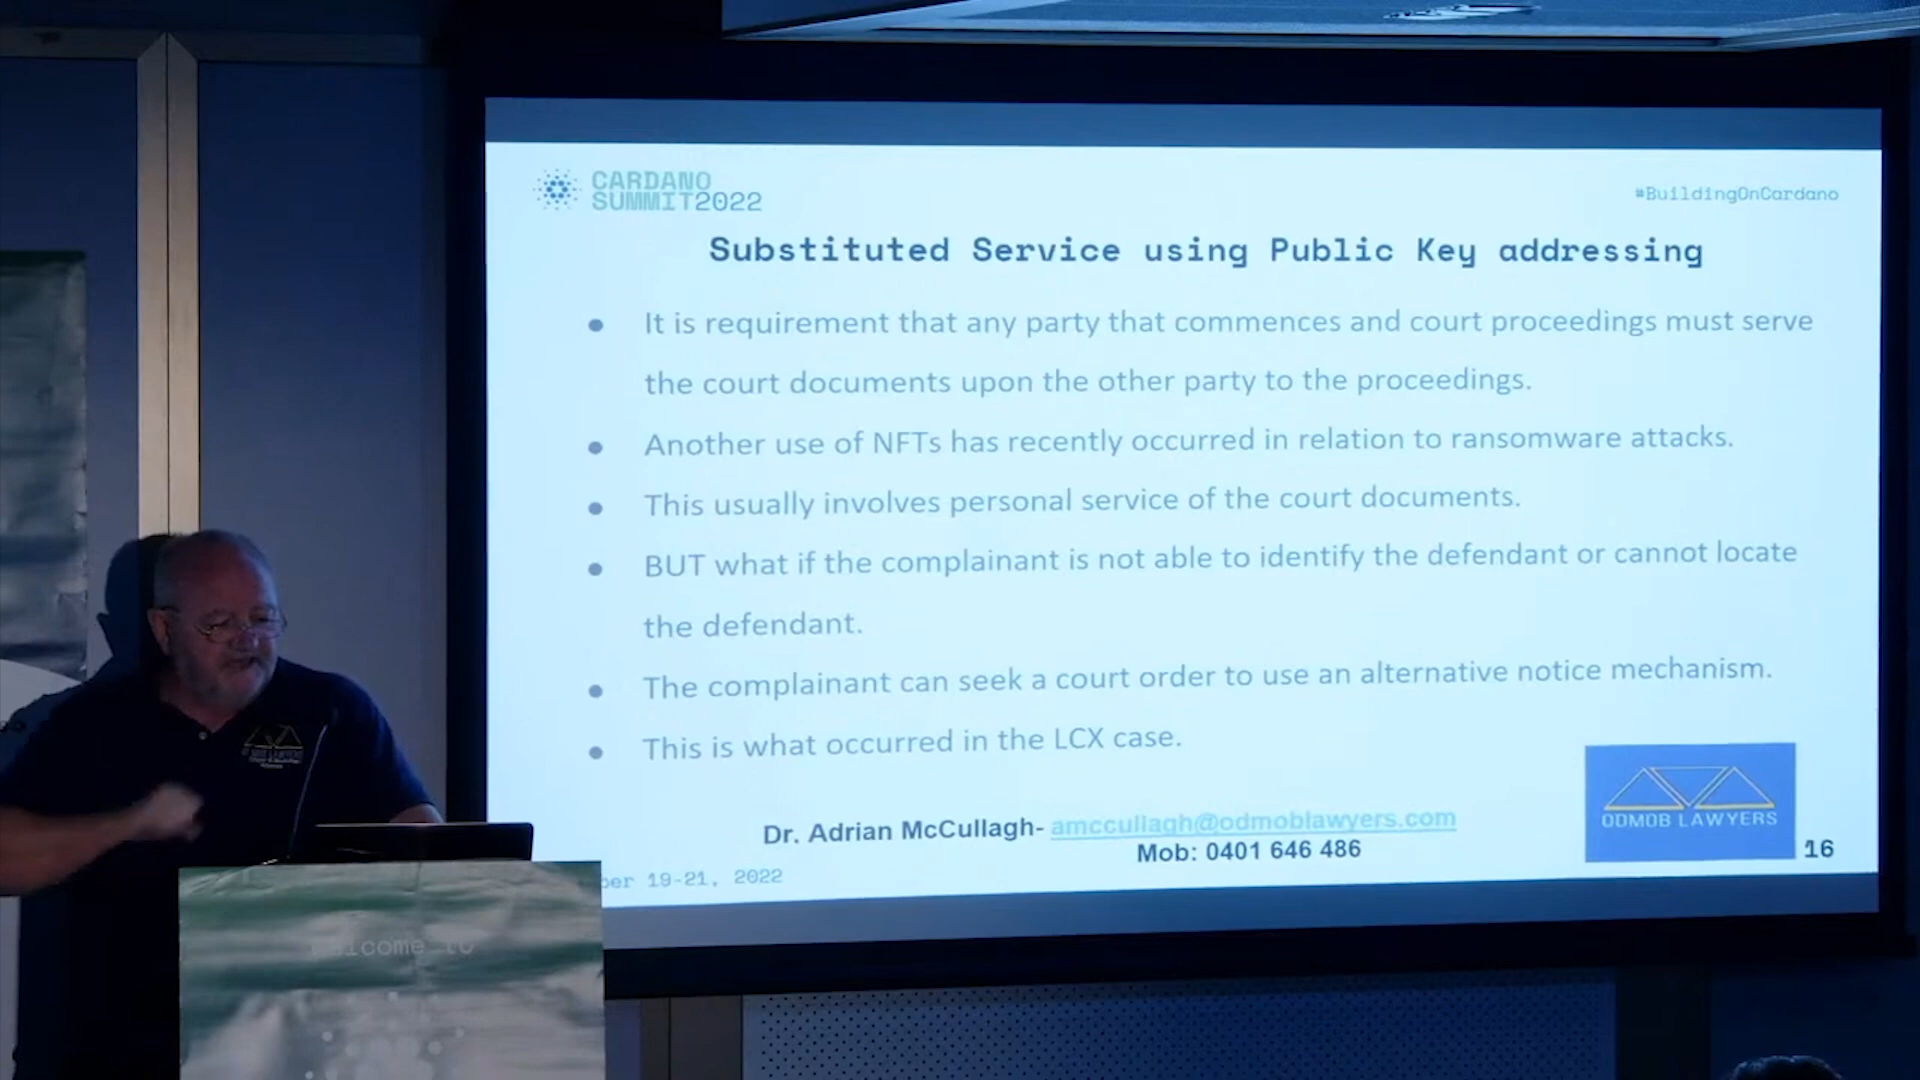 CARDANO
SUMMIT2022
#BuildingOnCardano
Substituted Service using Public Key addressing
It is requirement that any party that commences and court proceedings must serve
the court documents upon the other party to the proceedings.
Another use of NFTs has recently occurred in relation to ransomware attacks.
This usually involves personal service of the court documents.
BUT what if the complainant is not able to identify the defendant or cannot locate
the defendant.
The complainant can seek a court order to use an alternative notice mechanism.
This is what occurred in the LCX case.
Dr. Adrian McCullagh- amccullagh@odmoblawyers.com
Mob: 0401 646 486
ODMOB LAWYERS
16
19-21, 2022
to